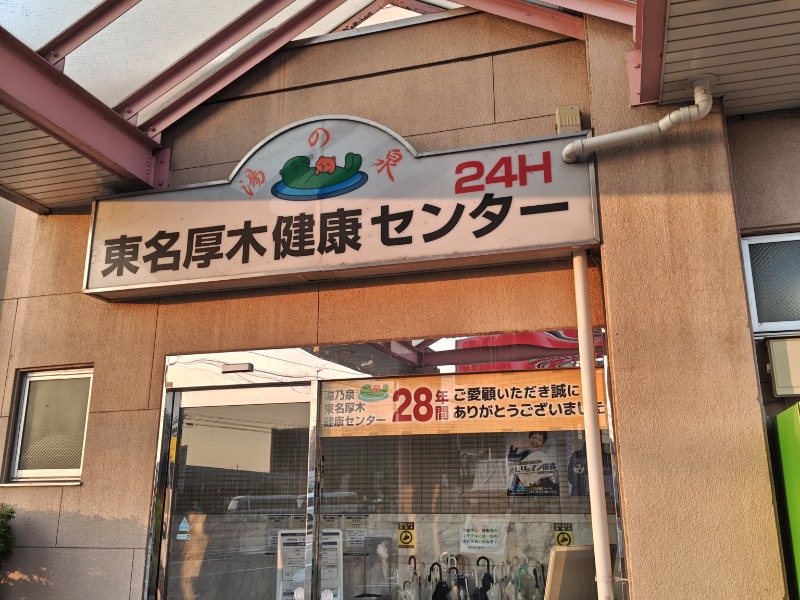 湯の泉
24H
東名厚木健康センター
湯乃泉
東名厚木
健康センター
28年間
ご愛顧いただき誠に
ありがとうございました